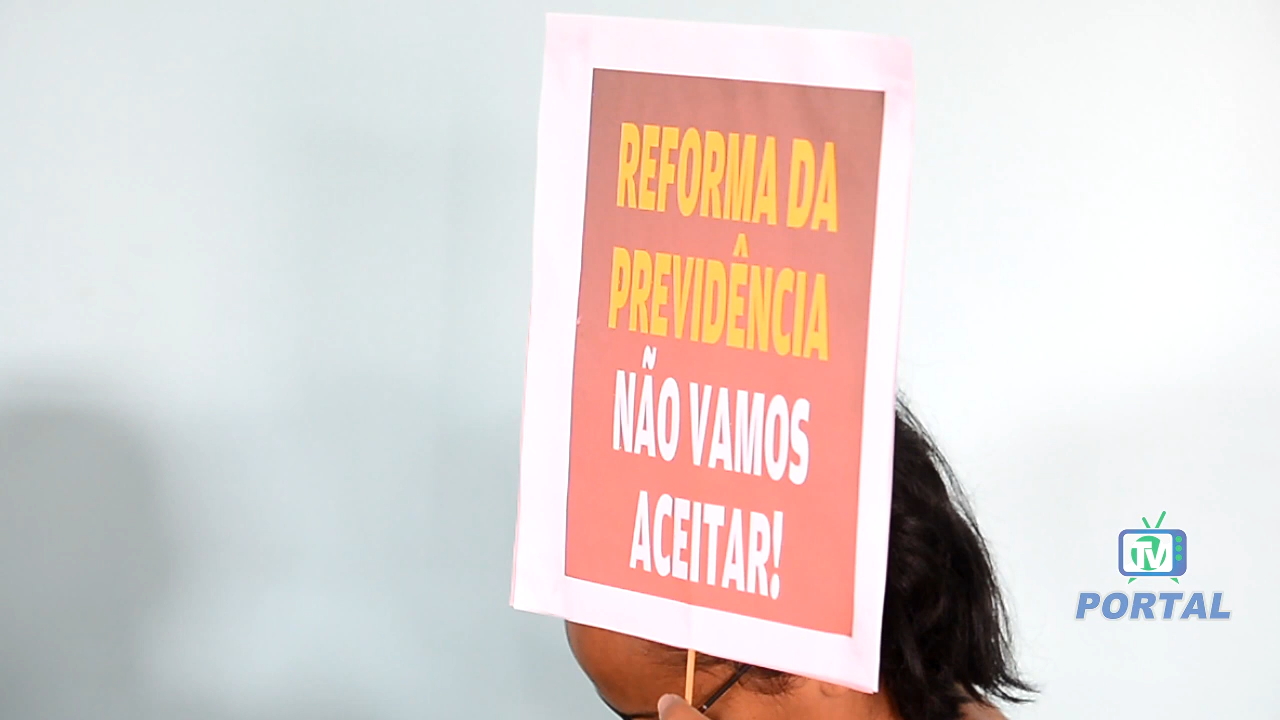 REFORMA DA
PREVIDÊNCIA
NÃO VAMOS
ACEITAR!
TV
PORTAL